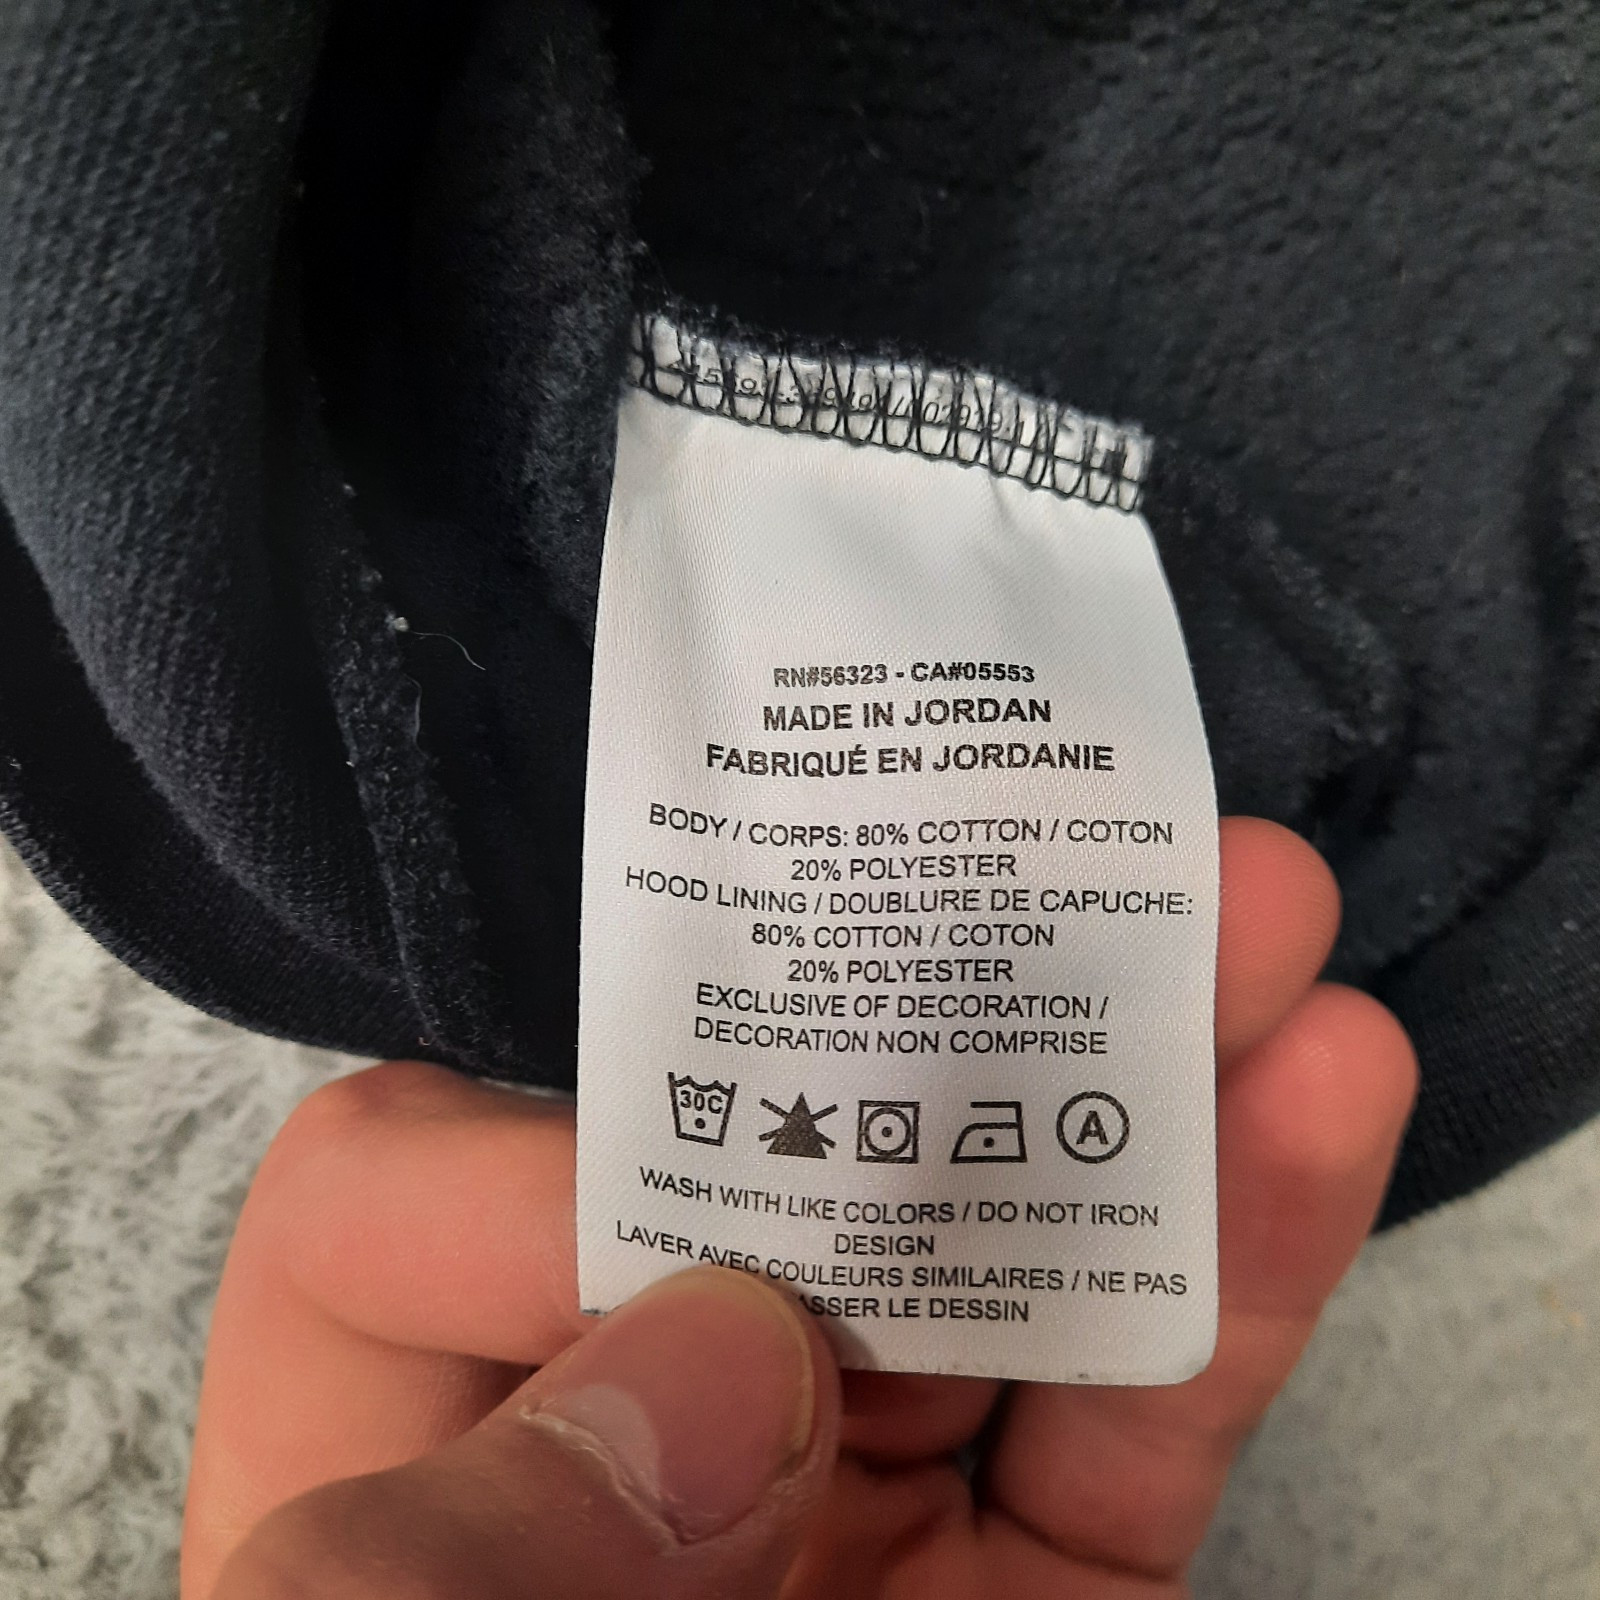 RN#56323 - CA#05553
MADE IN JORDAN
FABRIQUÉ EN JORDANIE
BODY / CORPS: 80% COTTON / COTON
20% POLYESTER
HOOD LINING / DOUBLURE DE CAPUCHE:
80% COTTON / COTON
20% POLYESTER
EXCLUSIVE OF DECORATION /
DECORATION NON COMPRISE
30C
A
WASH WITH LIKE COLORS / DO NOT IRON
DESIGN
LAVER AVEC COULEURS SIMILAIRES / NE PAS
LE DESSIN